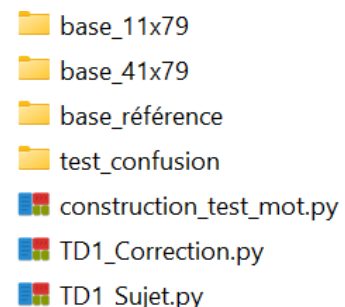 base_11x79
base_41x79
base_référence
test_confusion
construction_test_mot.py
TD1_Correction.py
TD1_Sujet.py